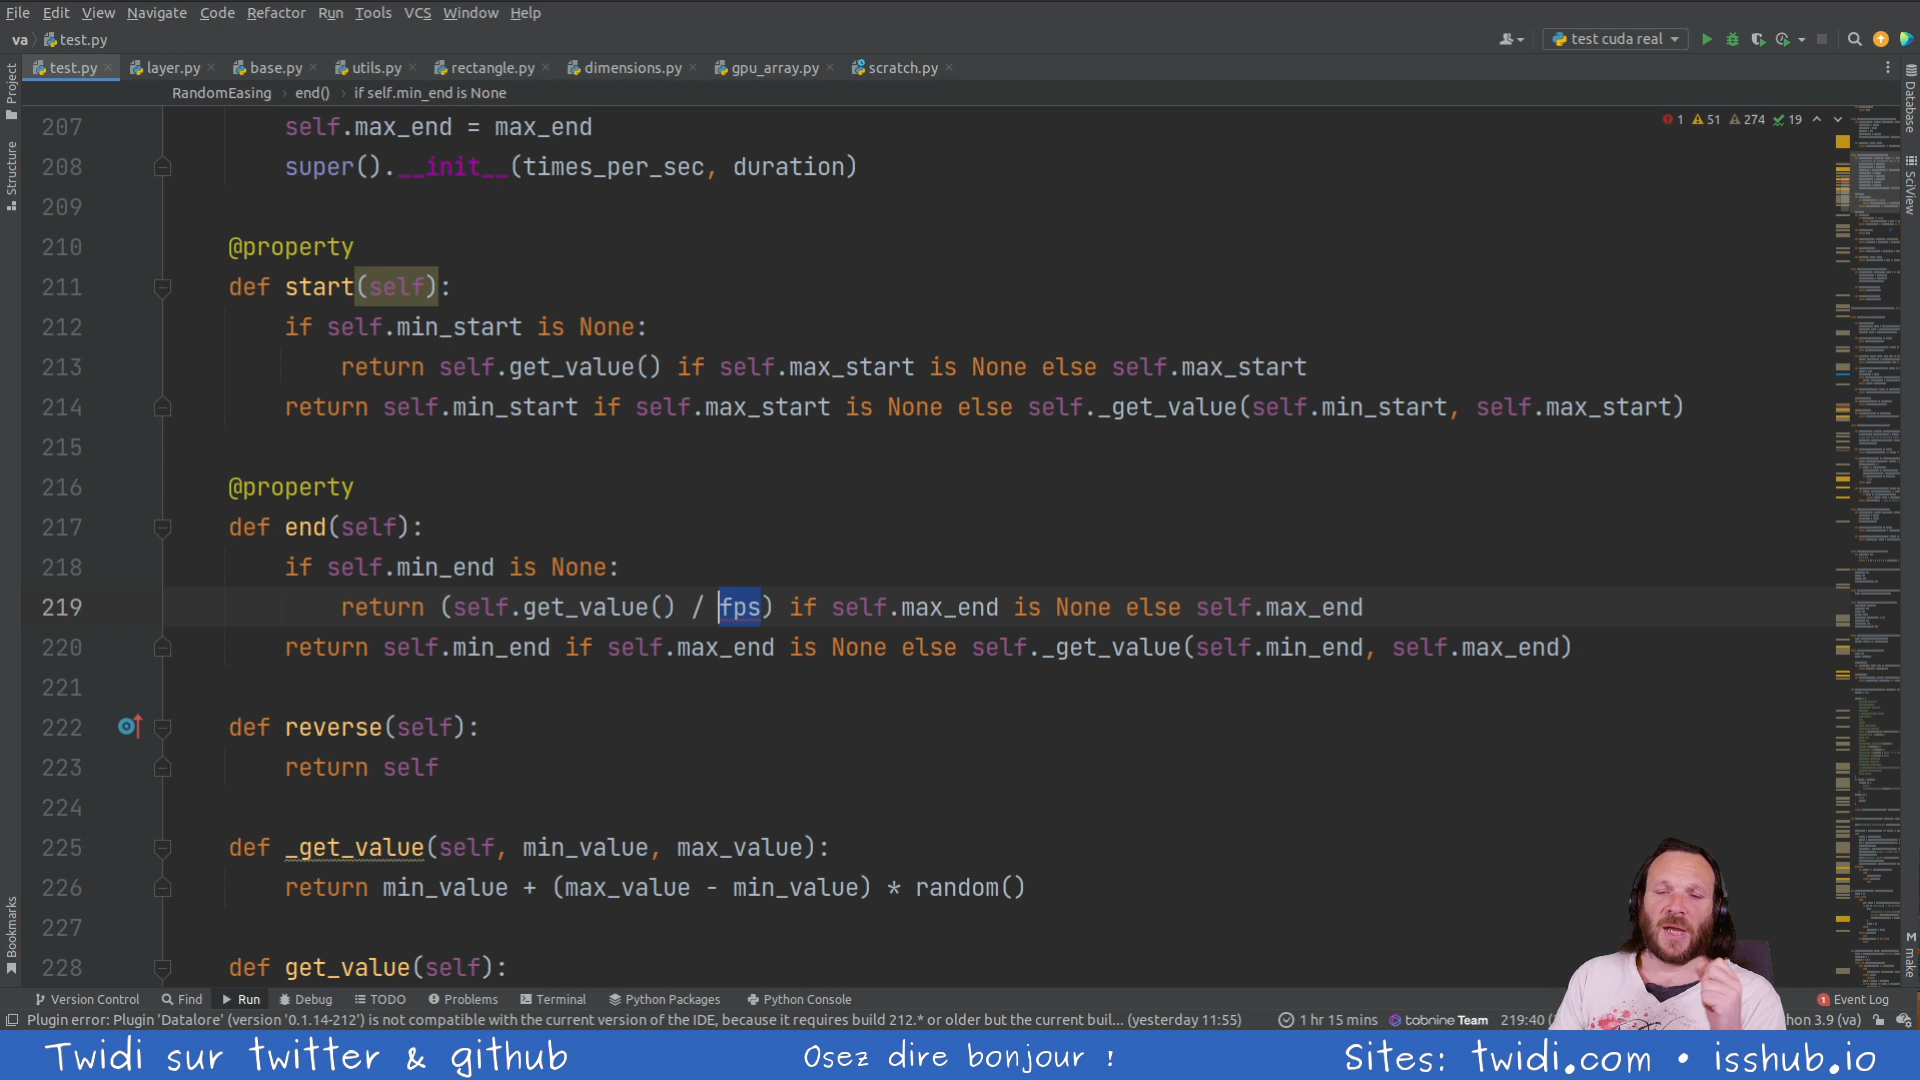 File Edit View Navigate Code Refactor Run Tools VCS Window Help
va test.py
test cuda real
test.py layer.py base.py utils.py rectangle.py dimensions.py gpu_array.py scratch.py
RandomEasing end() if self.min_end is None
1 51 274 19
Project
Structure
Bookmarks
Database
SciView
make
207 self.max_end = max_end
208 super().__init__(times_per_sec, duration)
209
210 @property
211 def start(self):
212 if self.min_start is None:
213 return self.get_value() if self.max_start is None else self.max_start
214 return self.min_start if self.max_start is None else self._get_value(self.min_start, self.max_start)
215
216 @property
217 def end(self):
218 if self.min_end is None:
219 return (self.get_value() / fps) if self.max_end is None else self.max_end
220 return self.min_end if self.max_end is None else self._get_value(self.min_end, self.max_end)
221
222 def reverse(self):
223 return self
224
225 def _get_value(self, min_value, max_value):
226 return min_value + (max_value - min_value) * random()
227
228 def get_value(self):
Version Control Find Run Debug TODO Problems Terminal Python Packages Python Console 1 Event Log
Plugin error: Plugin 'Datalore' (version '0.1.14-212') is not compatible with the current version of the IDE, because it requires build 212.* or older but the current buil... (yesterday 11:55) 1 hr 15 mins tabnine Team 219:40 hon 3.9 (va)
Twidi sur twitter & github Osez dire bonjour ! Sites: twidi.com • isshub.io